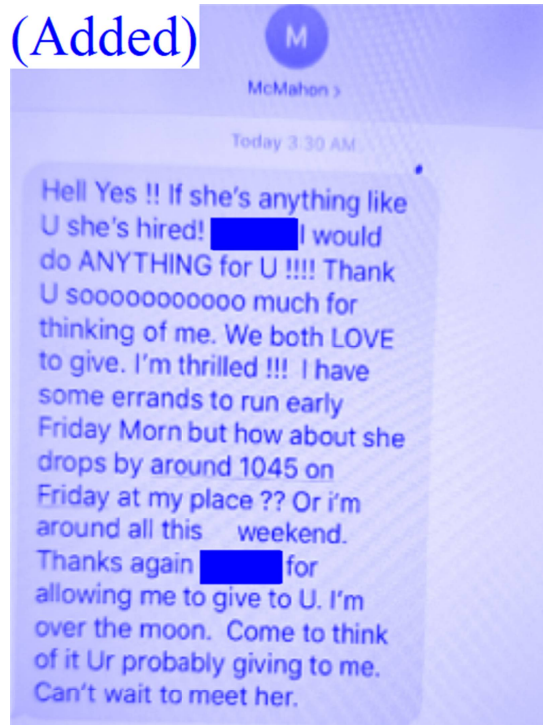 (Added)
M
McMahon >
Today 3:30 AM
Hell Yes !! If she's anything like
U she's hired! I would
do ANYTHING for U !!!! Thank
U sooooooooooo much for
thinking of me. We both LOVE
to give. I'm thrilled !!! I have
some errands to run early
Friday Morn but how about she
drops by around 1045 on
Friday at my place ?? Or i'm
around all this weekend.
Thanks again for
allowing me to give to U. I'm
over the moon. Come to think
of it Ur probably giving to me.
Can't wait to meet her.